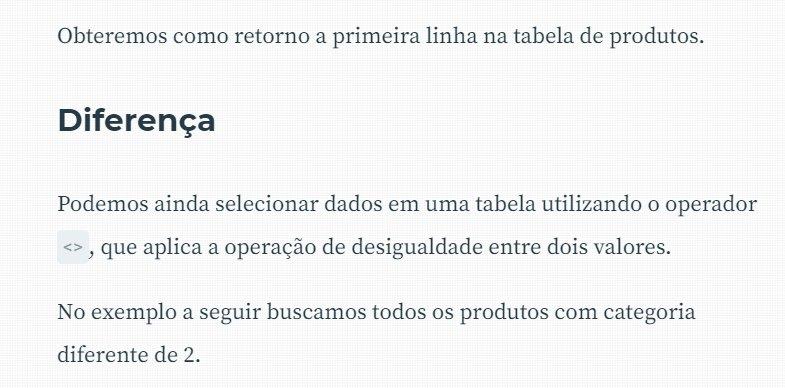 Obteremos como retorno a primeira linha na tabela de produtos.
Diferença
Podemos ainda selecionar dados em uma tabela utilizando o operador
<>, que aplica a operação de desigualdade entre dois valores.
No exemplo a seguir buscamos todos os produtos com categoria
diferente de 2.